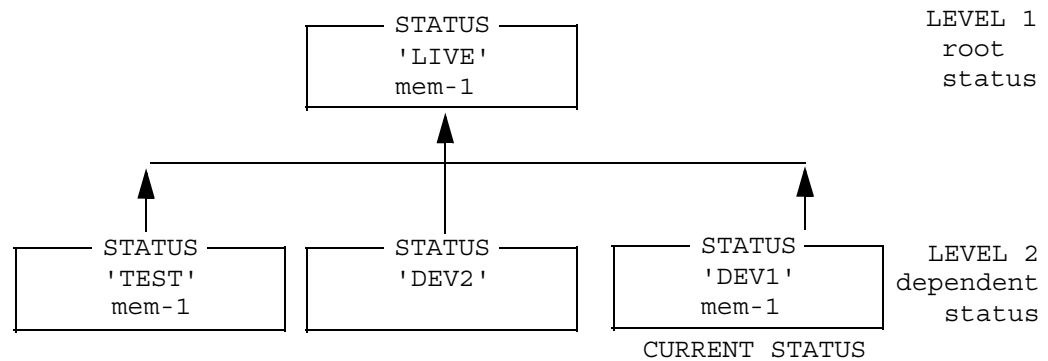 STATUS
'LIVE'
mem-1
LEVEL 1
root
status
STATUS
'TEST'
mem-1
STATUS
'DEV2'
STATUS
'DEV1'
mem-1
CURRENT STATUS
LEVEL 2
dependent
status